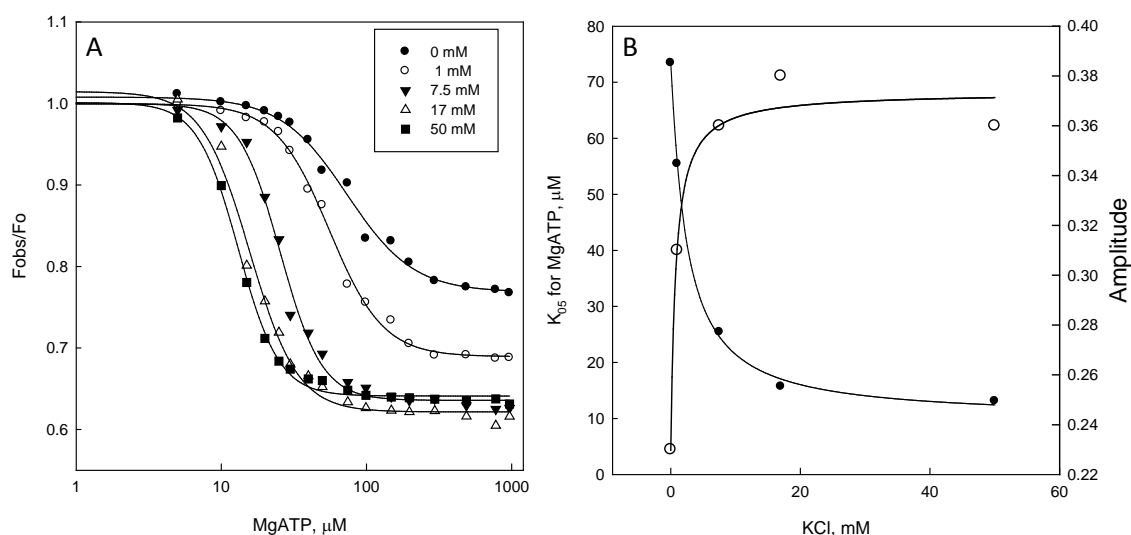 A
1.1
1.0
0.9
0.8
0.7
0.6
Fobs/Fo
0 mM
1 mM
7.5 mM
17 mM
50 mM
1
10
100
1000
MgATP, μM
B
80
70
60
50
40
30
20
10
0
K05 for MgATP, μM
0.40
0.38
0.36
0.34
0.32
0.30
0.28
0.26
0.24
0.22
Amplitude
0
20
40
60
KCl, mM